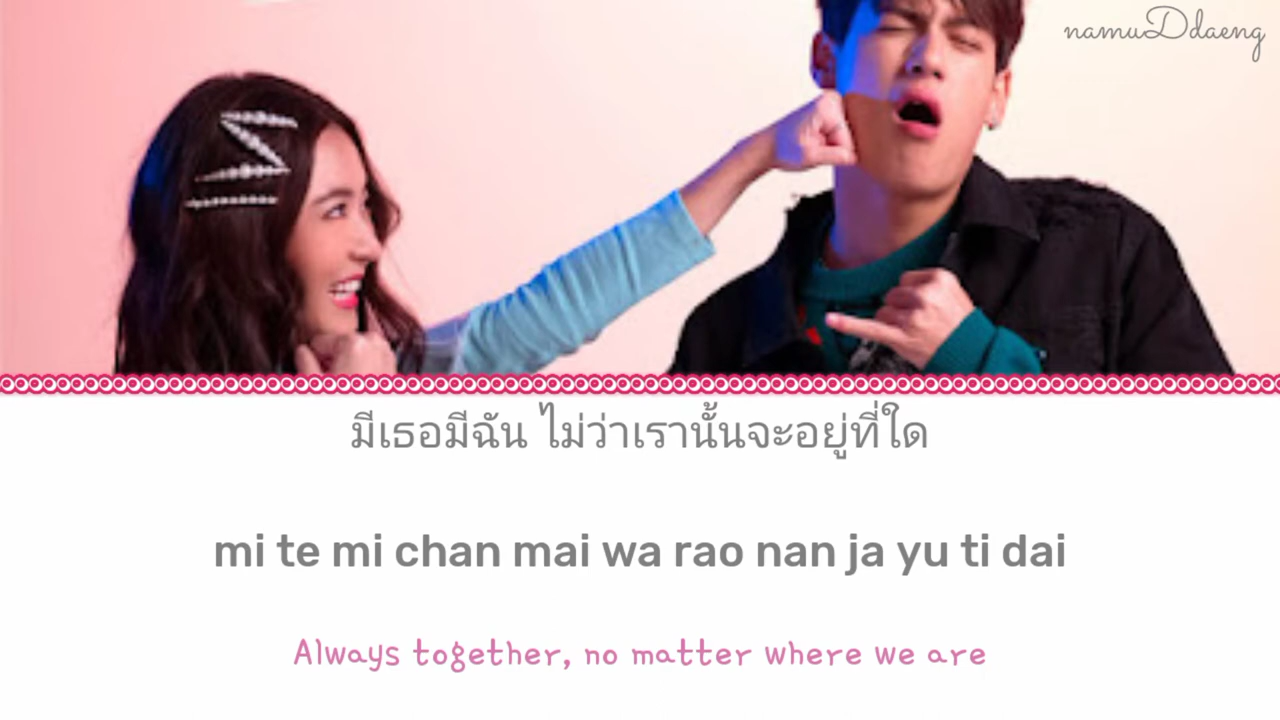 namuDdaeng
มีเธอมีฉัน ไม่ว่าเรานั้นจะอยู่ที่ใด
mi te mi chan mai wa rao nan ja yu ti dai
Always together, no matter where we are